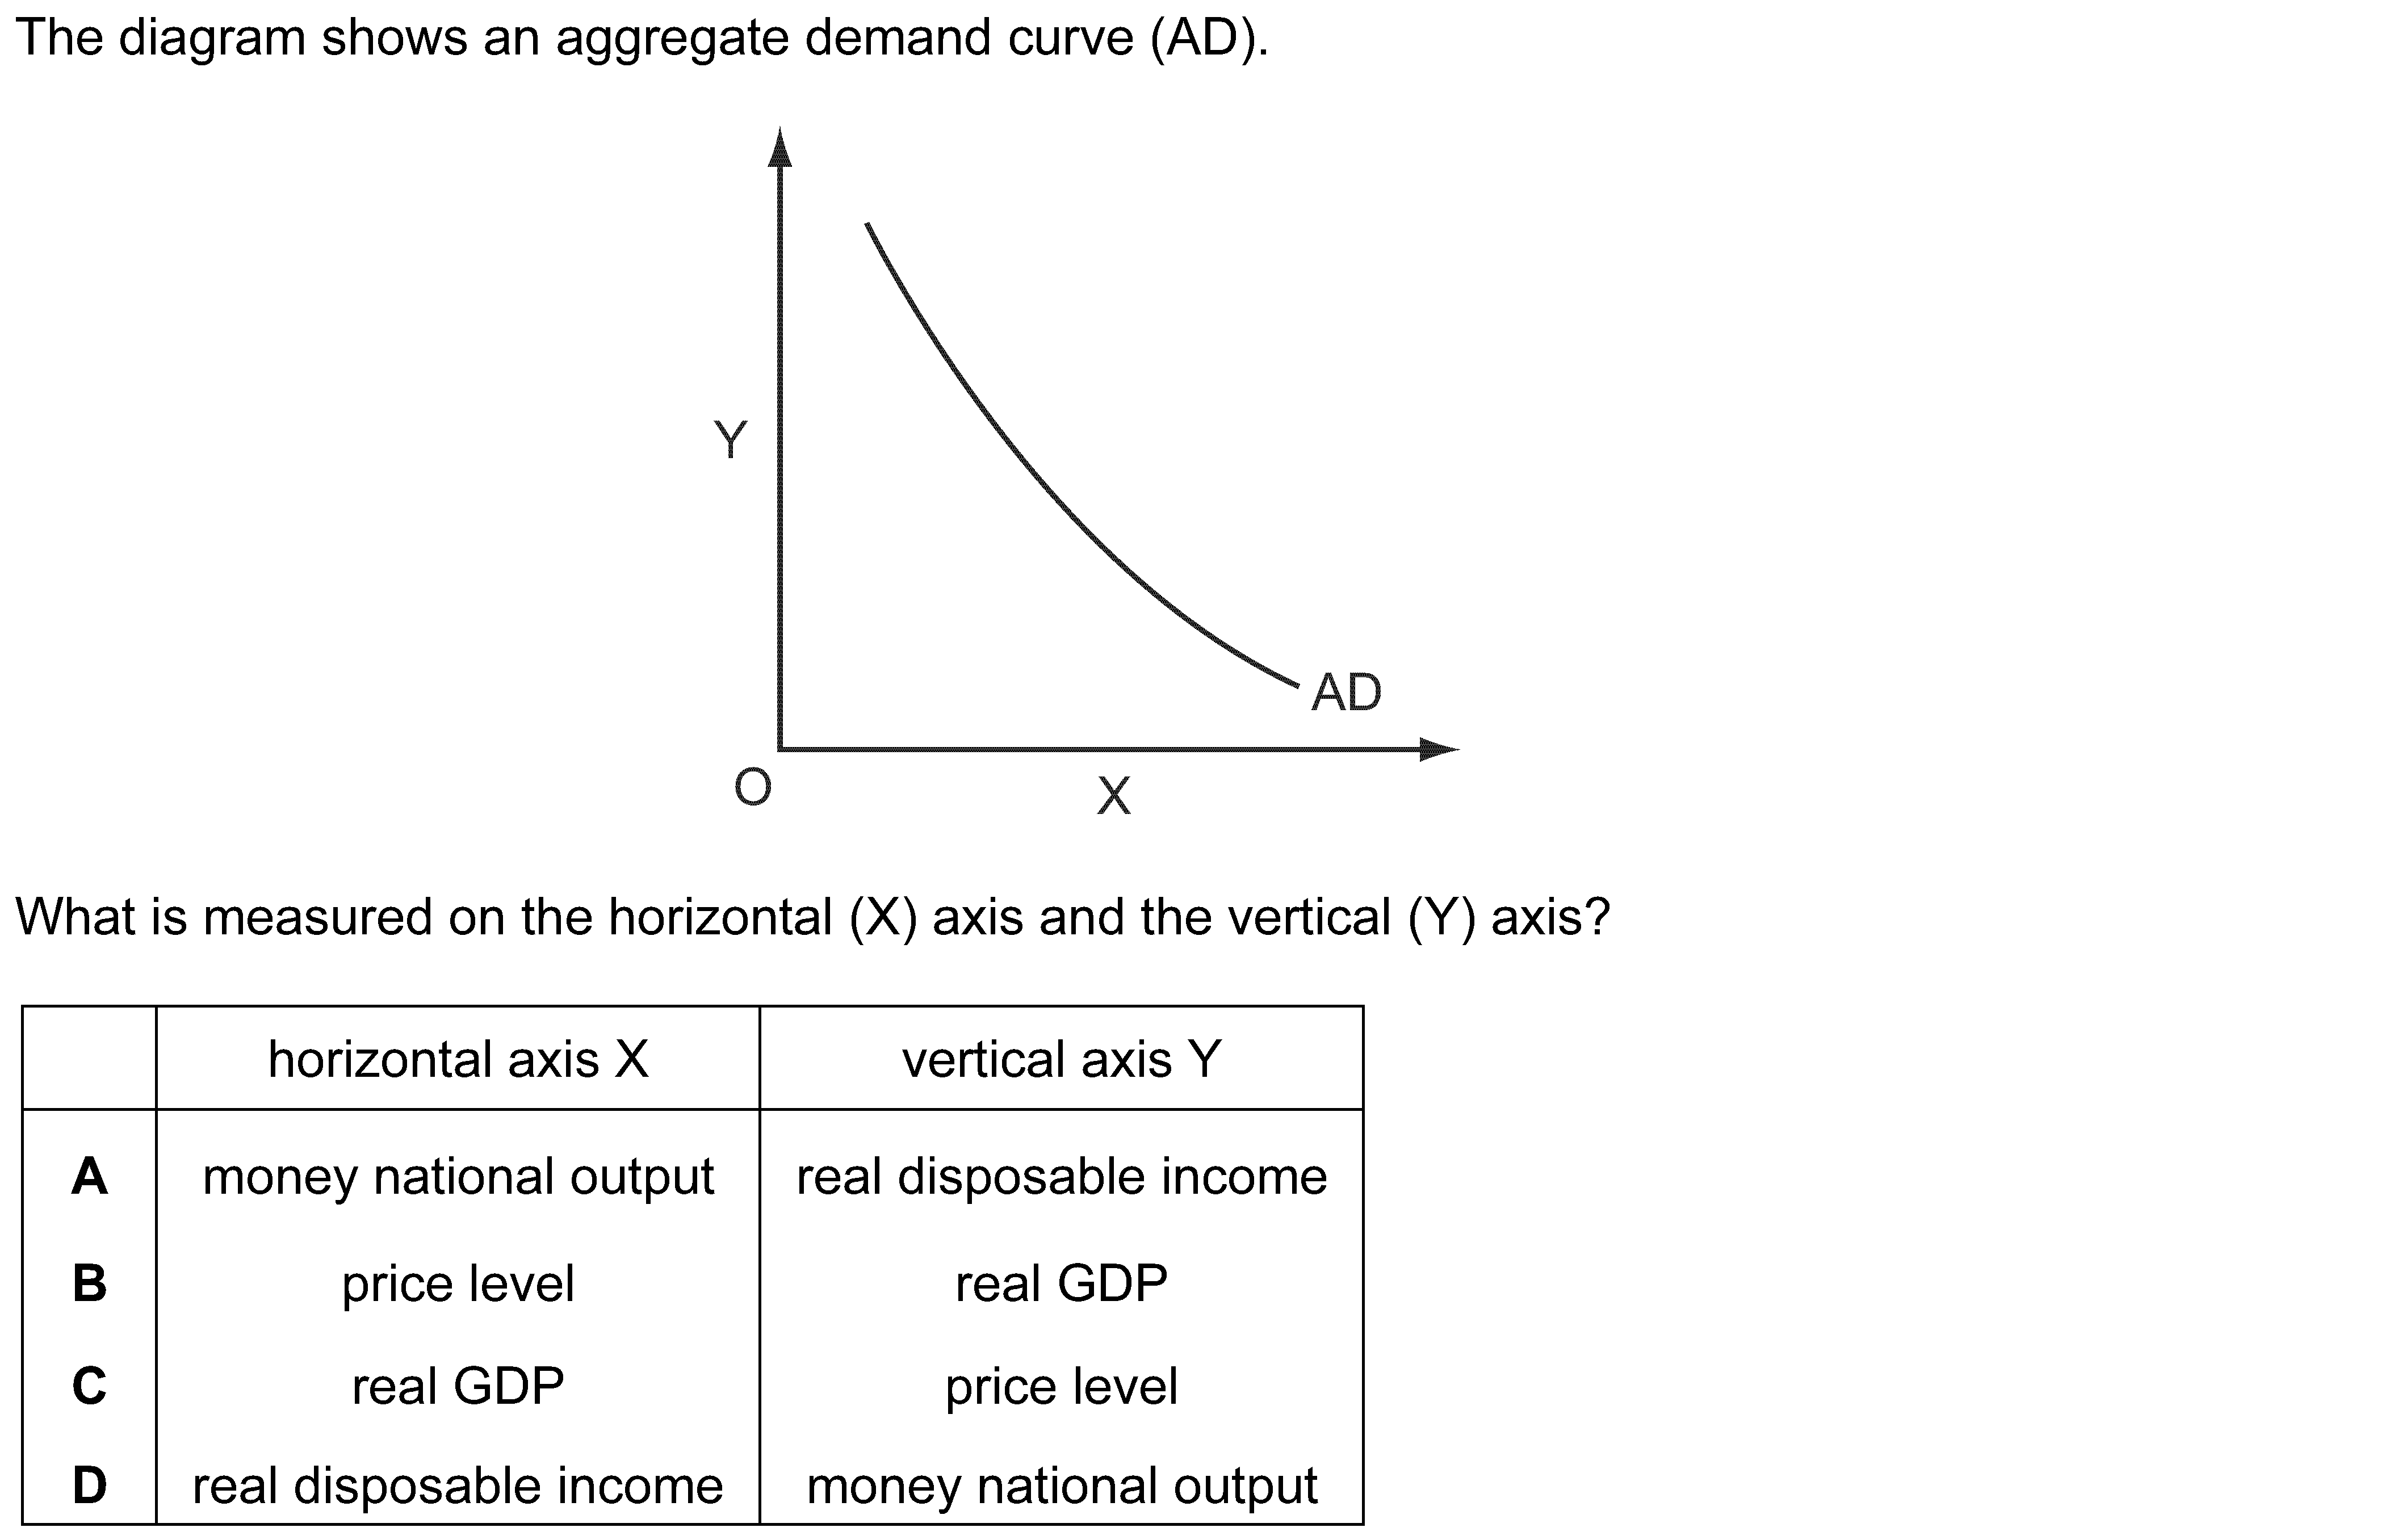 The diagram shows an aggregate demand curve (AD).
Y
AD
O
X
What is measured on the horizontal (X) axis and the vertical (Y) axis?
horizontal axis X vertical axis Y
A money national output real disposable income
B price level real GDP
C real GDP price level
D real disposable income money national output